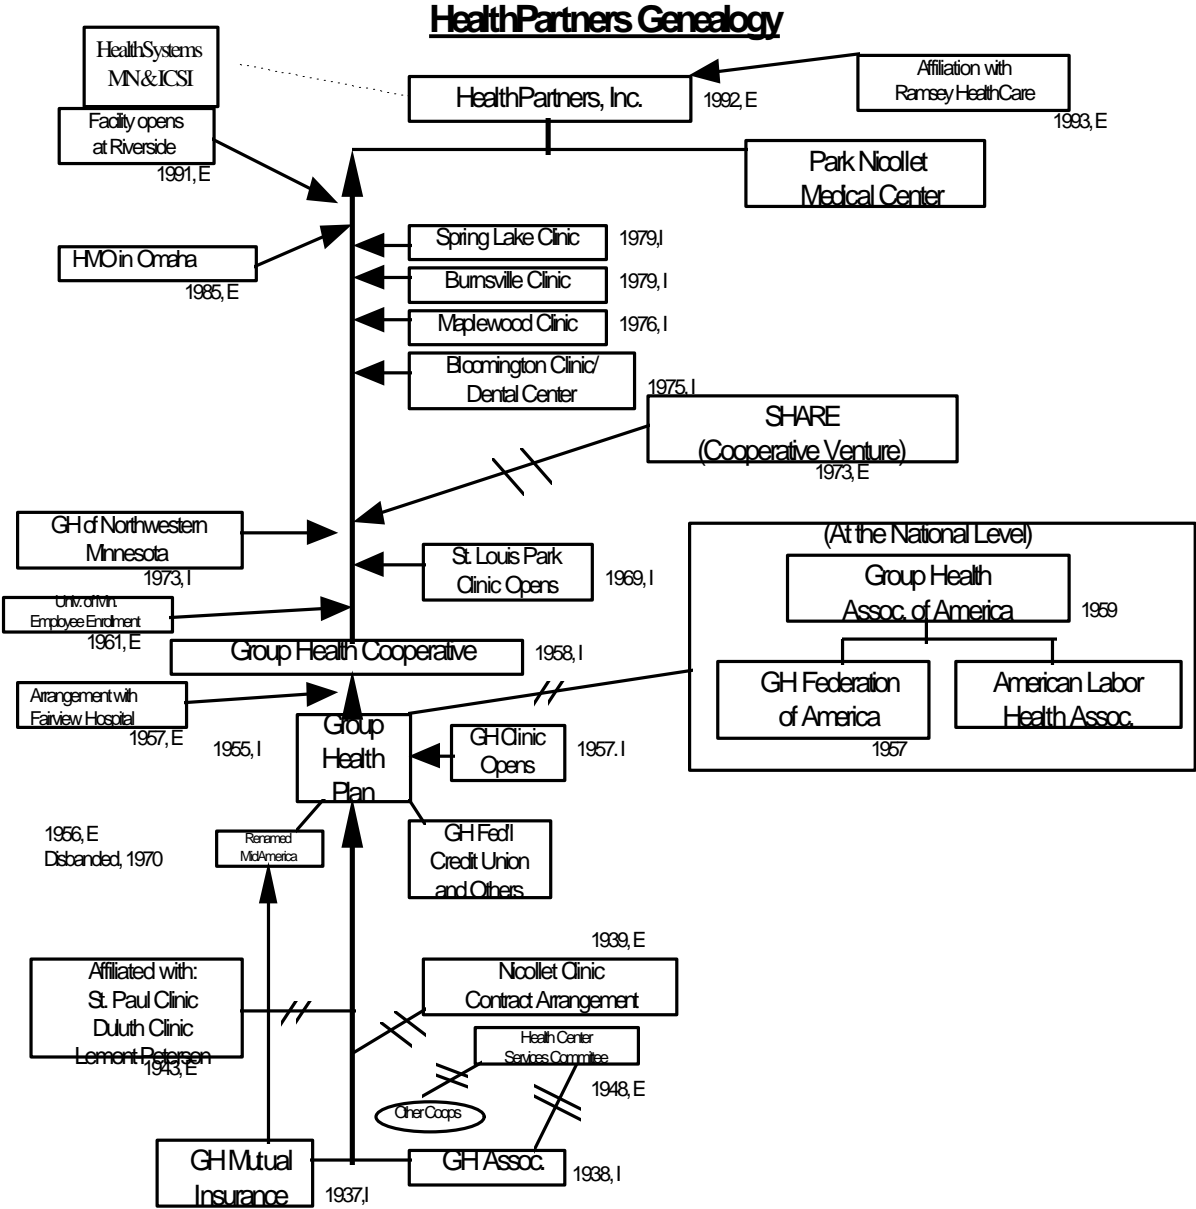 HealthPartners Genealogy
HealthSystems
MN & ICSI
HealthPartners, Inc.
1992, E
Affiliation with
Ramsey HealthCare
1993, E
Facility opens
at Riverside
1991, E
Park Nicollet
Medical Center
Spring Lake Clinic
1979,I
HMO in Omaha
1985, E
Burnsville Clinic
1979, I
Maplewood Clinic
1976, I
Bloomington Clinic/
Dental Center
1975. I
SHARE
(Cooperative Venture)
1973, E
GH of Northwestern
Minnesota
1973, I
St. Louis Park
Clinic Opens
1969, I
(At the National Level)
Group Health
Assoc. of America
1959
GH Federation
of America
1957
American Labor
Health Assoc.
Univ. of Mn.
Employee Enrollment
1961, E
Group Health Cooperative
1958, I
Arrangement with
Fairview Hospital
1957, E
1955, I
Group
Health
Plan
GH Clinic
Opens
1957. I
1956, E
Disbanded, 1970
Renamed
MidAmerica
GH Fed'l
Credit Union
and Others
1939, E
Affiliated with:
St. Paul Clinic
Duluth Clinic
Lemont Peterson
1943, E
Nicollet Clinic
Contract Arrangement
Health Center
Services Committee
1948, E
Other Coops
GH Mutual
Insurance
1937,I
GH Assoc.
1938, I